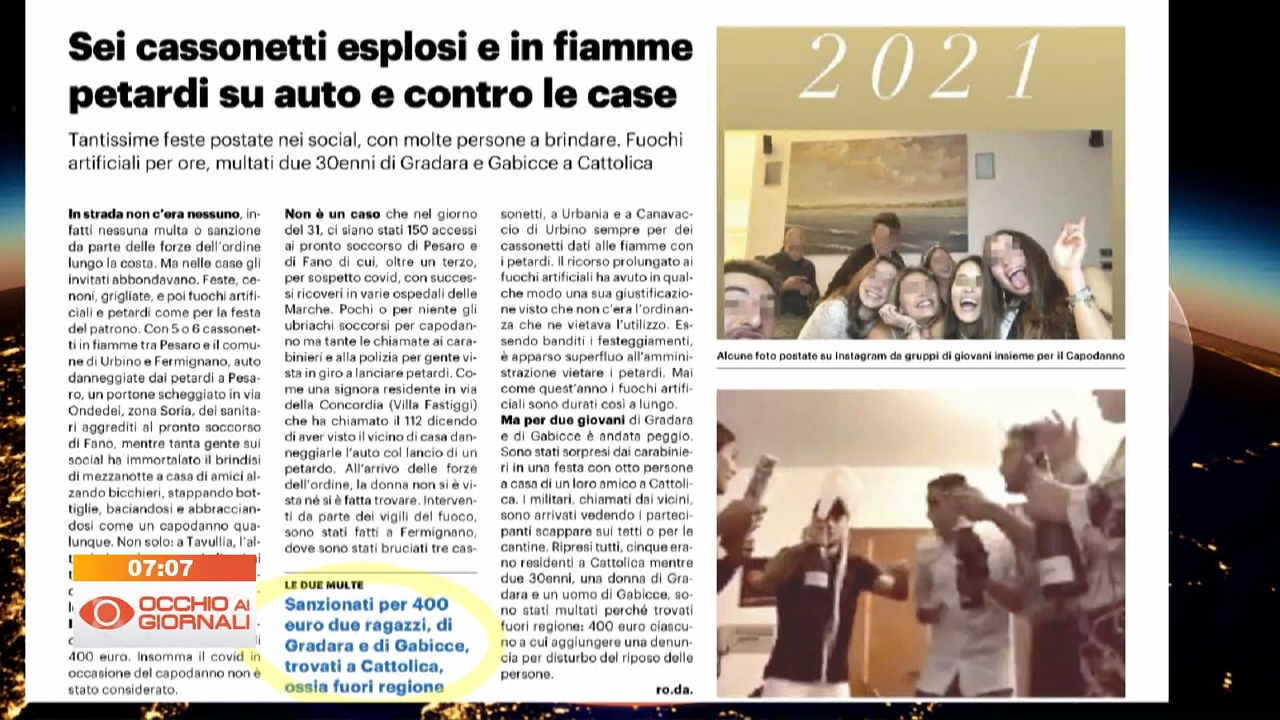 Sei cassonetti esplosi e in fiamme
petardi su auto e contro le case
Tantissime feste postate nei social, con molte persone a brindare. Fuochi
artificiali per ore, multati due 30enni di Gradara e Gabicce a Cattolica
In strada non c'era nessuno, in-
fatti nessuna multa o sanzione
da parte delle forze dell'ordine
lungo la costa. Ma nelle case gli
invitati abbondavano. Feste, ce-
noni, grigliate, e poi fuochi artifi-
ciali e petardi come per la festa
del patrono. Con 5 o 6 cassonet-
ti in fiamme tra Pesaro e il comu-
ne di Urbino e Fermignano, auto
danneggiate dai petardi a Pesa-
ro, un portone scheggiato in via
Ondedei, zona Soria, dei sanita-
ri aggrediti al pronto soccorso
di Fano, mentre tanta gente sui
social ha immortalato il brindisi
di mezzanotte a casa di amici al-
zando bicchieri, stappando bot-
tiglie, baciandosi e abbraccian-
dosi come un capodanno qua-
lunque. Non solo: a Tavullia, l'al-
400 euro. Insomma il covid in
occasione del capodanno non è
stato considerato.
Non è un caso che nel giorno
del 31, ci siano stati 150 accessi
ai pronto soccorso di Pesaro e
di Fano di cui, oltre un terzo,
per sospetto covid, con succes-
si ricoveri in varie ospedali delle
Marche. Pochi o per niente gli
ubriachi soccorsi per capodan-
no ma tante le chiamate ai cara-
binieri e alla polizia per gente vi-
sta in giro a lanciare petardi. Co-
me una signora residente in via
della Concordia (Villa Fastiggi)
che ha chiamato il 112 dicendo
di aver visto il vicino di casa dan-
neggiarle l'auto col lancio di un
petardo. All'arrivo delle forze
dell'ordine, la donna non si è vi-
sta né si è fatta trovare. Interven-
ti da parte dei vigili del fuoco,
sono stati fatti a Fermignano,
dove sono stati bruciati tre cas-
LE DUE MULTE
Sanzionati per 400
euro due ragazzi, di
Gradara e di Gabicce,
trovati a Cattolica,
ossia fuori regione
sonetti, a Urbania e a Canavac-
cio di Urbino sempre per dei
cassonetti dati alle fiamme con
i petardi. Il ricorso prolungato ai
fuochi artificiali ha avuto in qual-
che modo una sua giustificazio-
ne visto che non c'era l'ordinan-
za che ne vietava l'utilizzo. Es-
sendo banditi i festeggiamenti,
è apparso superfluo all'ammini-
strazione vietare i petardi. Mai
come quest'anno i fuochi artifi-
ciali sono durati così a lungo.
Ma per due giovani di Gradara
e di Gabicce è andata peggio.
Sono stati sorpresi dai carabinie-
ri in una festa con otto persone
a casa di un loro amico a Cattoli-
ca. I militari, chiamati dai vicini,
sono arrivati vedendo i parteci-
panti scappare sui tetti o per le
cantine. Ripresi tutti, cinque era-
no residenti a Cattolica mentre
due 30enni, una donna di Gra-
dara e un uomo di Gabicce, so-
no stati multati perché trovati
fuori regione: 400 euro ciascu-
no a cui aggiungere una denun-
cia per disturbo del riposo delle
persone.
ro.da.
2021
Alcune foto postate su Instagram da gruppi di giovani insieme per il Capodanno
07:07
OCCHIO AI
GIORNALI